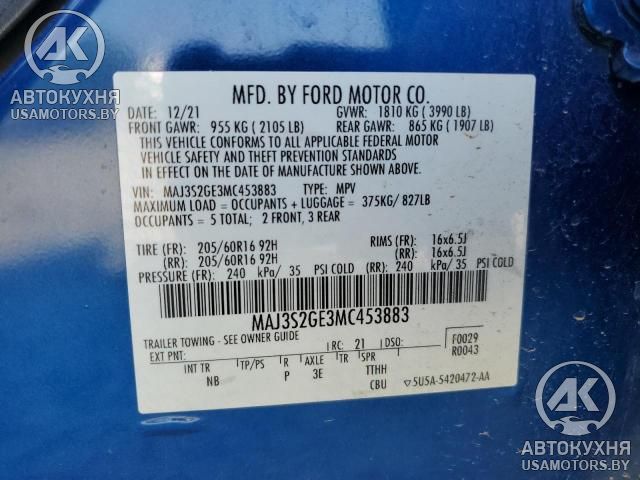 AK
АВТОКУХНЯ
USAMOTORS.BY
MFD. BY FORD MOTOR CO.
DATE: 12/21 GVWR: 1810 KG ( 3990 LB)
FRONT GAWR: 955 KG ( 2105 LB) REAR GAWR: 865 KG ( 1907 LB)
THIS VEHICLE CONFORMS TO ALL APPLICABLE FEDERAL MOTOR
VEHICLE SAFETY AND THEFT PREVENTION STANDARDS
IN EFFECT ON THE DATE OF MANUFACTURE SHOWN ABOVE.
VIN: MAJ3S2GE3MC453883 TYPE: MPV
MAXIMUM LOAD = OCCUPANTS + LUGGAGE = 375KG/ 827LB
OCCUPANTS = 5 TOTAL; 2 FRONT, 3 REAR
TIRE (FR): 205/60R16 92H RIMS (FR): 16x6.5J
(RR): 205/60R16 92H (RR): 16x6.5J
PRESSURE (FR): 240 kPa/ 35 PSI COLD (RR): 240 kPa/ 35 PSI COLD
MAJ3S2GE3MC453883
TRAILER TOWING - SEE OWNER GUIDE
EXT PNT: RC: 21 DSO: F0029
R0043
INT TR TP/PS R AXLE TR SPR
NB P 3E TTHH
CBU 5U5A-5420472-AA
AK
АВТОКУХНЯ
USAMOTORS.BY